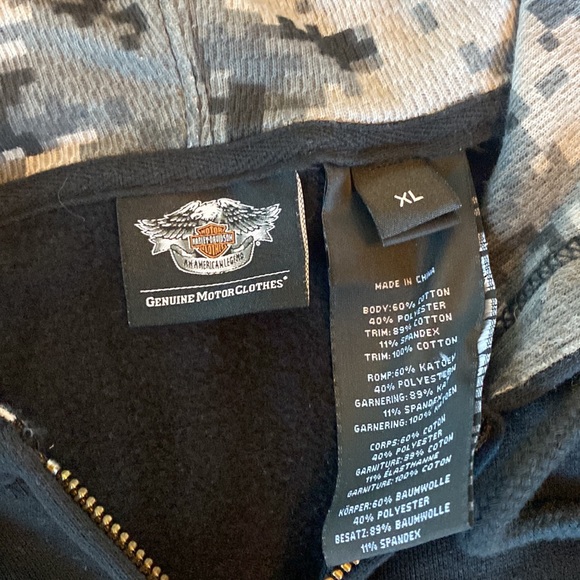 MOTOR
HARLEY-DAVIDSON
CLOTHES
AN AMERICAN LEGEND
GENUINE MOTORCLOTHES®
XL
MADE IN CHINA
BODY:60% COTTON
40% POLYESTER
TRIM:89% COTTON
11% SPANDEX
TRIM:100% COTTON
ROMP:60% KATOEN
40% POLYESTER
GARNERING:89% KATOEN
11% SPANDEX
GARNERING:100% KATOEN
CORPS:60% COTON
40% POLYESTER
GARNITURE:89% COTON
11% ÉLASTHANNE
GARNITURE:100% COTON
KÖRPER:60% BAUMWOLLE
40% POLYESTER
BESATZ:89% BAUMWOLLE
11% SPANDEX